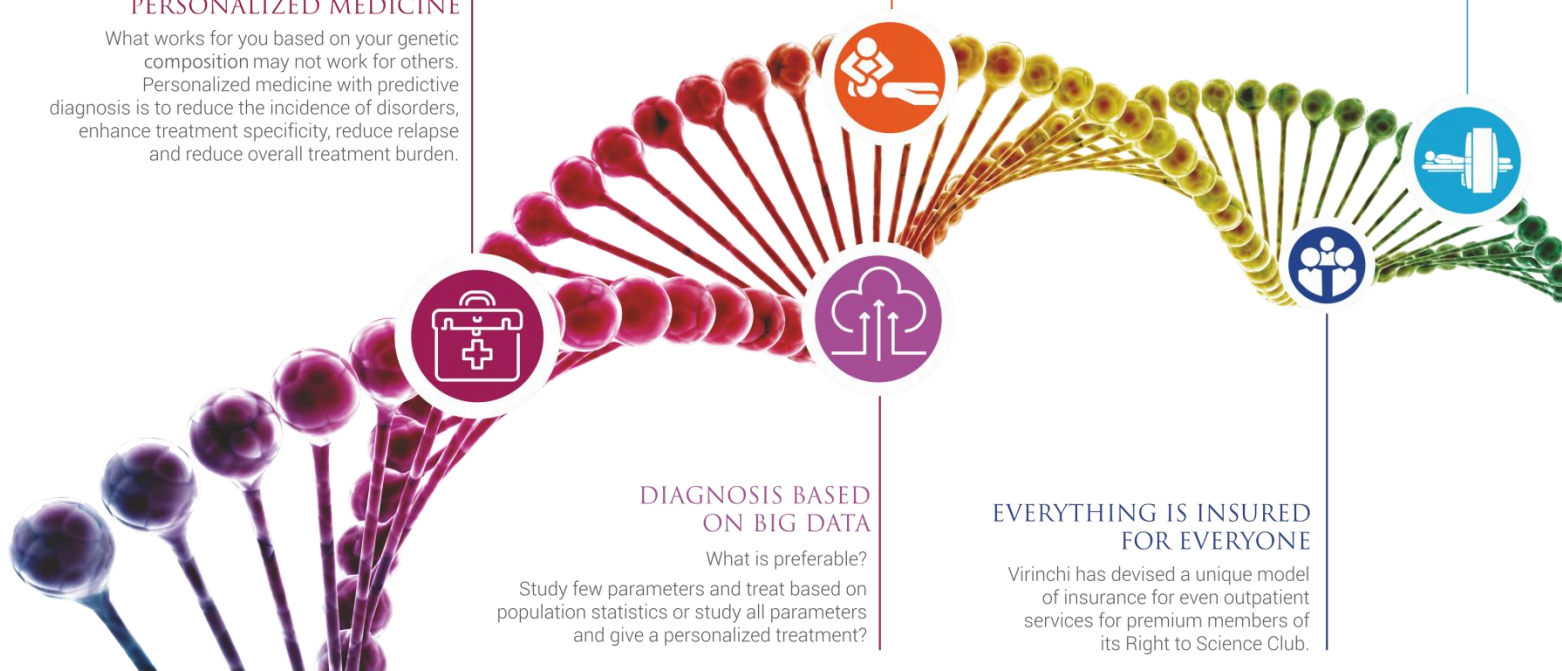 PERSONALIZED MEDICINE
What works for you based on your genetic
composition may not work for others.
Personalized medicine with predictive
diagnosis is to reduce the incidence of disorders,
enhance treatment specificity, reduce relapse
and reduce overall treatment burden.
DIAGNOSIS BASED
ON BIG DATA
What is preferable?
Study few parameters and treat based on
population statistics or study all parameters
and give a personalized treatment?
EVERYTHING IS INSURED
FOR EVERYONE
Virinchi has devised a unique model
of insurance for even outpatient
services for premium members of
its Right to Science Club.